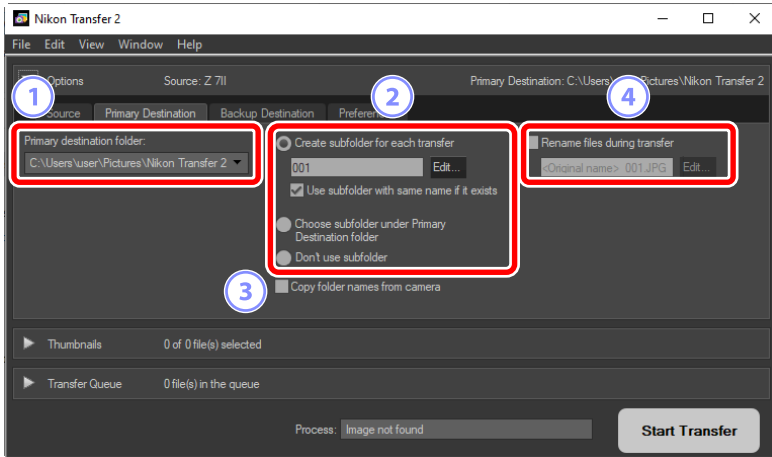 Nikon Transfer 2
File Edit View Window Help
Options Source: Z 7II Primary Destination: C:\Users\user\Pictures\Nikon Transfer 2
1 2 4
Source Primary Destination Backup Destination Preferences
Primary destination folder:
C:\Users\user\Pictures\Nikon Transfer 2
Create subfolder for each transfer
001 Edit...
Use subfolder with same name if it exists
Choose subfolder under Primary
Destination folder
Don't use subfolder
Rename files during transfer
<Original name>_001.JPG Edit...
3 Copy folder names from camera
Thumbnails 0 of 0 file(s) selected
Transfer Queue 0 file(s) in the queue
Process: Image not found
Start Transfer